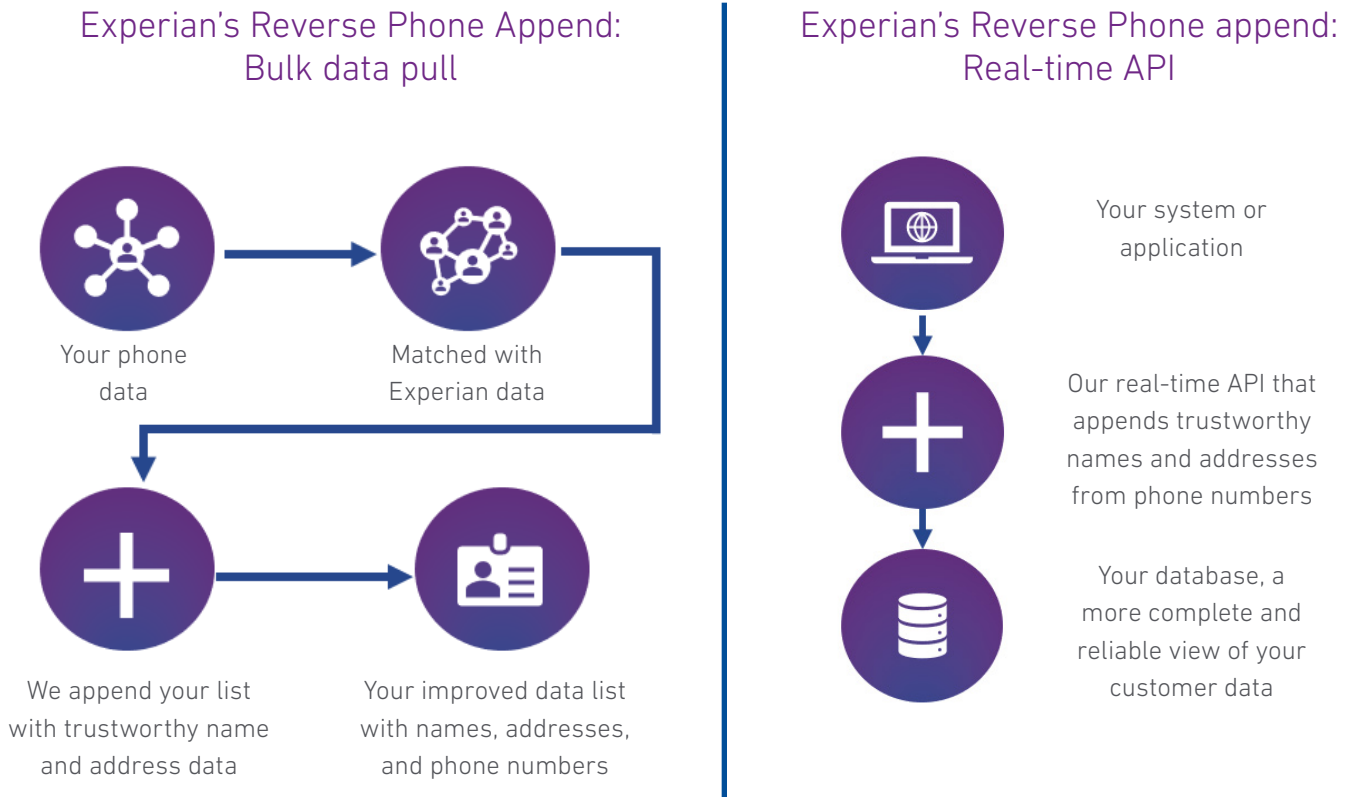 Experian’s Reverse Phone Append:
Bulk data pull
Your phone
data
Matched with
Experian data
We append your list
with trustworthy name
and address data
Your improved data list
with names, addresses,
and phone numbers
Experian’s Reverse Phone append:
Real-time API
Your system or
application
Our real-time API that
appends trustworthy
names and addresses
from phone numbers
Your database, a
more complete and
reliable view of your
customer data